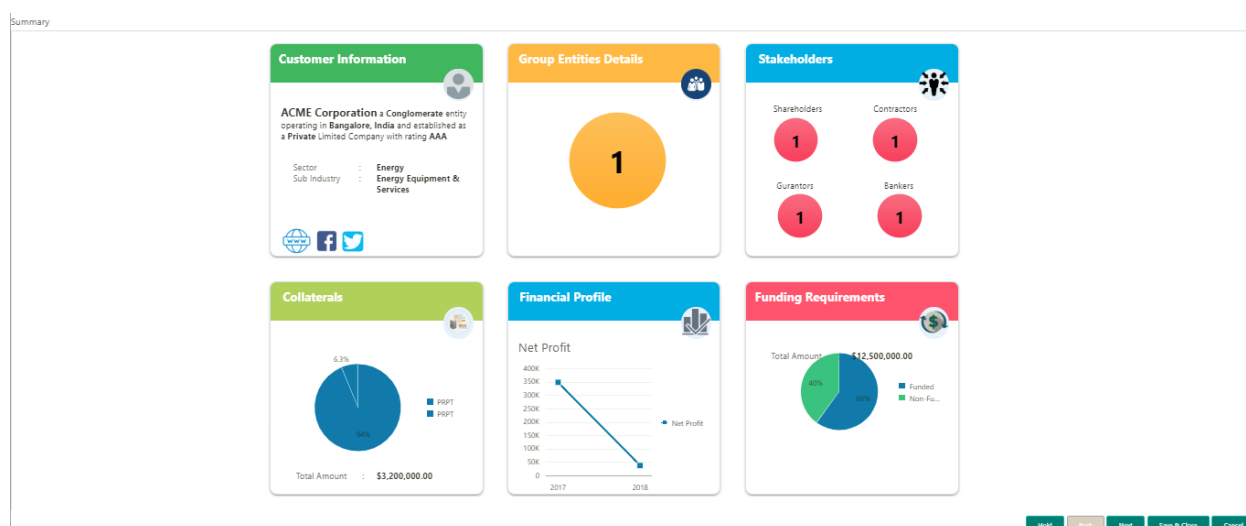 Summary
Customer Information
ACME Corporation a Conglomerate entity
operating in Bangalore, India and established as
a Private Limited Company with rating AAA
Sector : Energy
Sub Industry : Energy Equipment &
Services
www
Group Entities Details
1
Stakeholders
Shareholders Contractors
1 1
Gurantors Bankers
1 1
Collaterals
6.3%
94%
PRPT
PRPT
Total Amount : $3,200,000.00
Financial Profile
Net Profit
400K
350K
300K
250K
200K
150K
100K
50K
0
2017 2018
Net Profit
Funding Requirements
Total Amount $12,500,000.00
40%
60%
Funded
Non-Fu...
Hold Back Next Save & Close Cancel